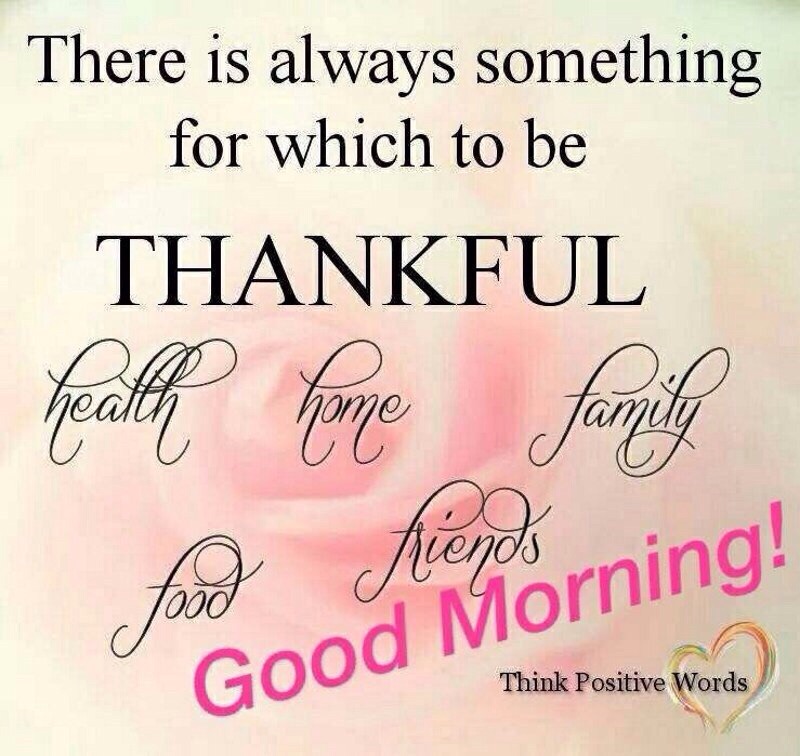 There is always something
for which to be
THANKFUL
health home family
food friends
Good Morning!
Think Positive Words